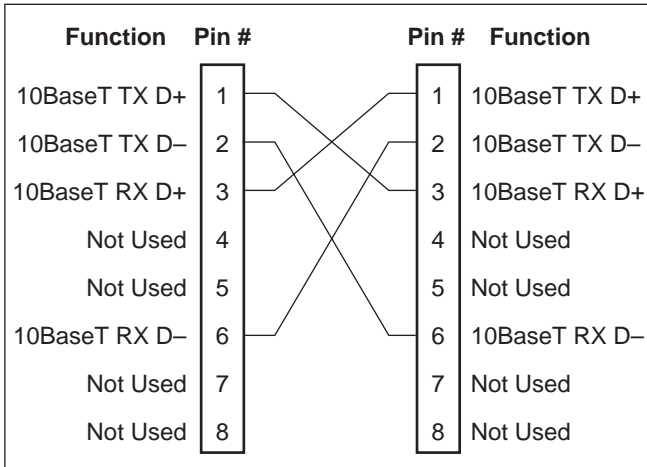 Function Pin # Pin # Function
10BaseT TX D+ 1 1 10BaseT TX D+
10BaseT TX D– 2 2 10BaseT TX D–
10BaseT RX D+ 3 3 10BaseT RX D+
Not Used 4 4 Not Used
Not Used 5 5 Not Used
10BaseT RX D– 6 6 10BaseT RX D–
Not Used 7 7 Not Used
Not Used 8 8 Not Used